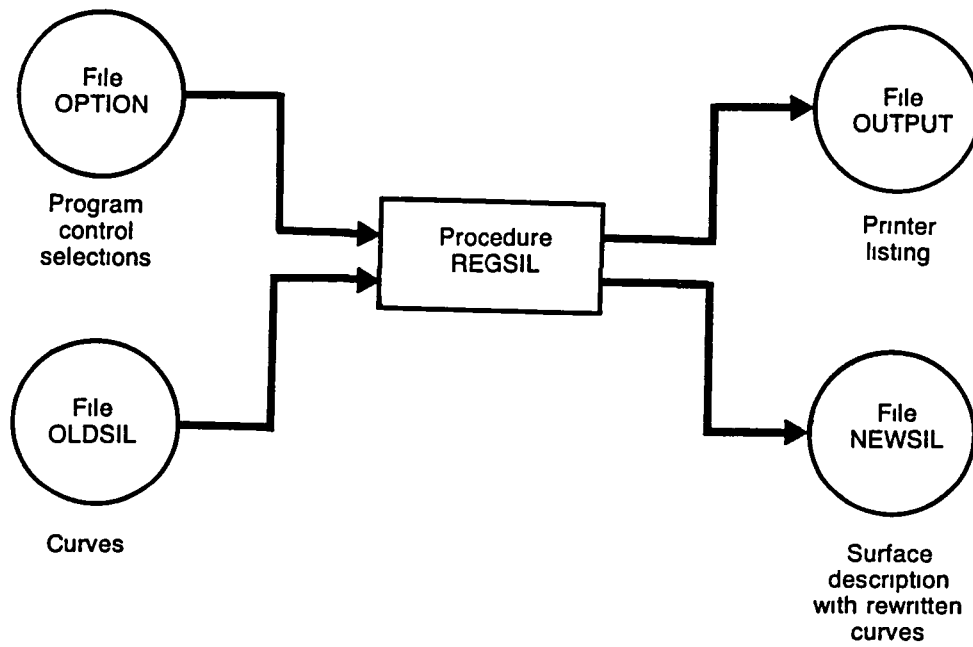 File
OPTION
Program
control
selections
File
OLDSIL
Curves
Procedure
REGSIL
File
OUTPUT
Printer
listing
File
NEWSIL
Surface
description
with rewritten
curves